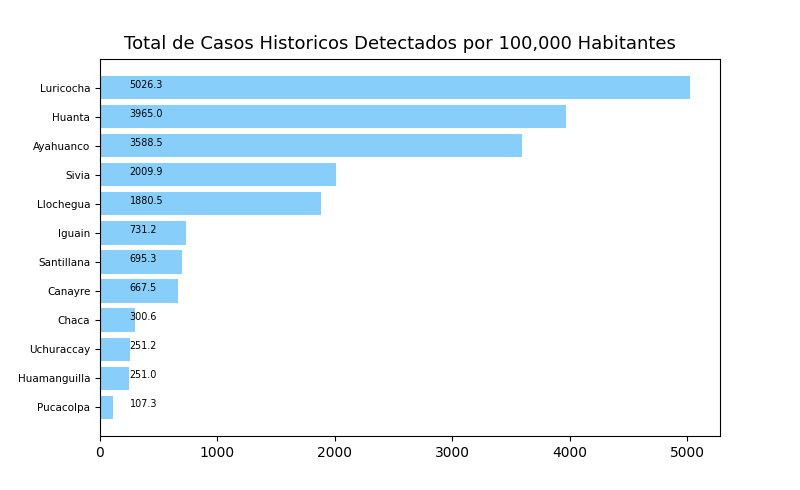 Total de Casos Historicos Detectados por 100,000 Habitantes
Luricocha 5026.3
Huanta 3965.0
Ayahuanco 3588.5
Sivia 2009.9
Llochegua 1880.5
Iguain 731.2
Santillana 695.3
Canayre 667.5
Chaca 300.6
Uchuraccay 251.2
Huamanguilla 251.0
Pucacolpa 107.3
0 1000 2000 3000 4000 5000